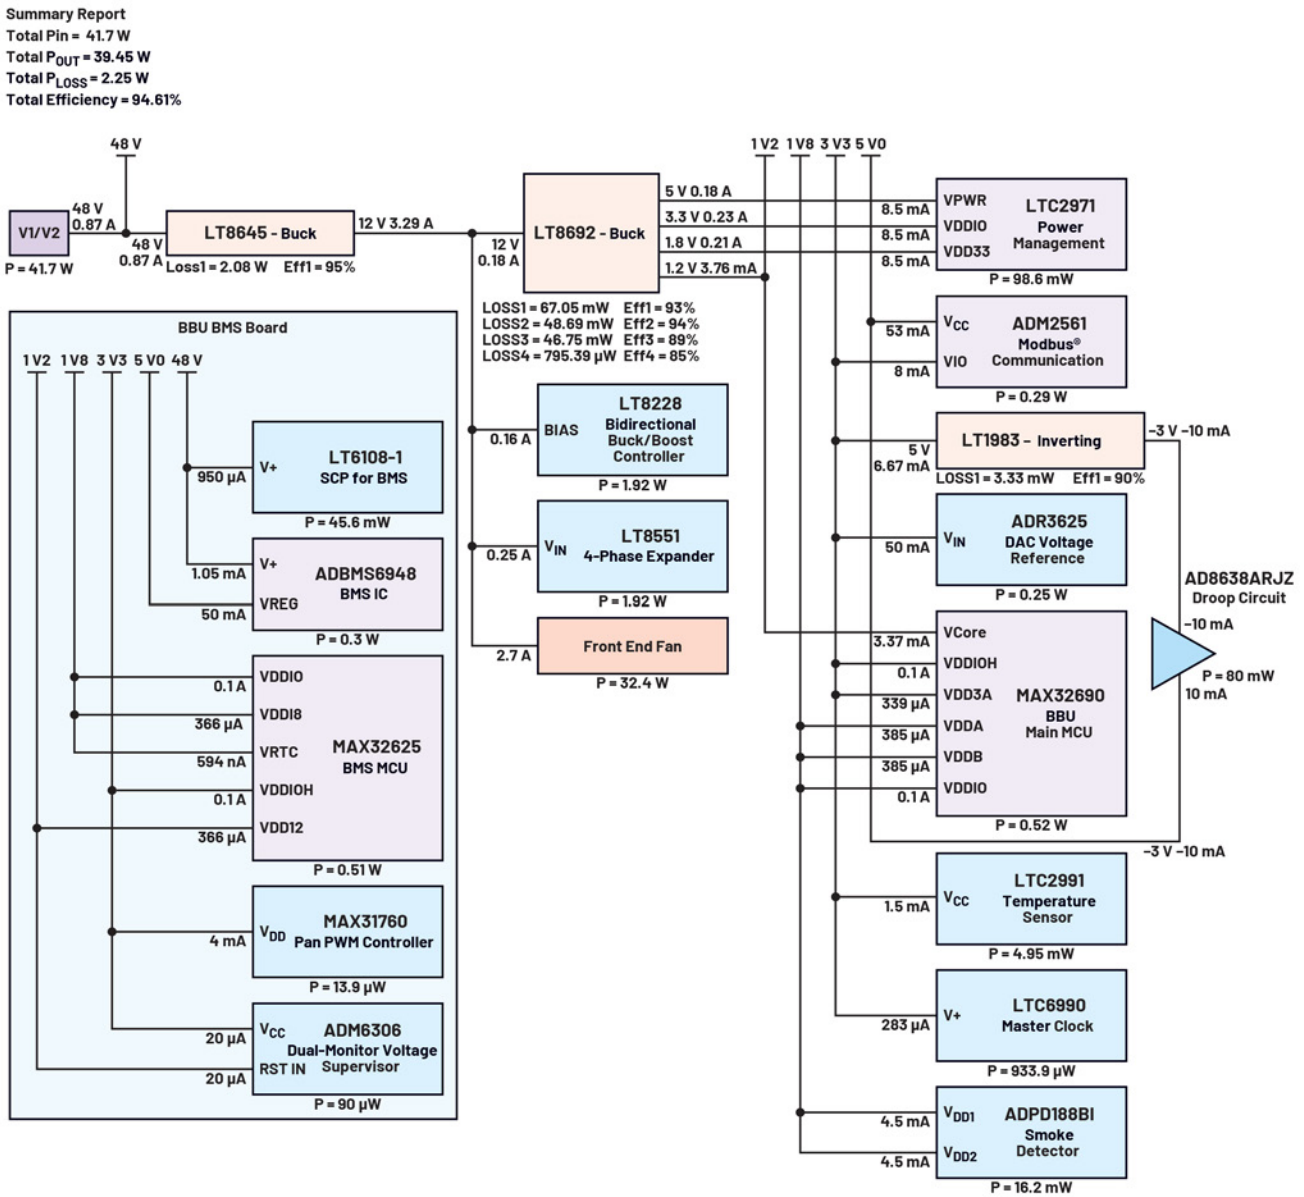 Summary Report
Total Pin = 41.7 W
Total POUT = 39.45 W
Total PLOSS = 2.25 W
Total Efficiency = 94.61%
48 V
V1/V2
48 V
0.87 A
P = 41.7 W
48 V
0.87 A
LT8645 – Buck
Loss1 = 2.08 W Eff1 = 95%
12 V 3.29 A
12 V
0.18 A
LT8692 – Buck
5 V 0.18 A
3.3 V 0.23 A
1.8 V 0.21 A
1.2 V 3.76 mA
LOSS1 = 67.05 mW Eff1 = 93%
LOSS2 = 48.69 mW Eff2 = 94%
LOSS3 = 46.75 mW Eff3 = 89%
LOSS4 = 795.39 µW Eff4 = 85%
0.16 A
BIAS
LT8228
Bidirectional
Buck/Boost
Controller
P = 1.92 W
0.25 A
VIN
LT8551
4-Phase Expander
P = 1.92 W
2.7 A
Front End Fan
P = 32.4 W
BBU BMS Board
1 V2 1 V8 3 V3 5 V0 48 V
950 µA
V+
LT6108-1
SCP for BMS
P = 45.6 mW
1.05 mA
V+
50 mA
VREG
ADBMS6948
BMS IC
P = 0.3 W
0.1 A
VDDIO
366 µA
VDDI8
594 nA
VRTC
0.1 A
VDDIOH
366 µA
VDD12
MAX32625
BMS MCU
P = 0.51 W
4 mA
VDD
MAX31760
Pan PWM Controller
P = 13.9 µW
20 µA
VCC
20 µA
RST IN
ADM6306
Dual-Monitor Voltage
Supervisor
P = 90 µW
1 V2 1 V8 3 V3 5 V0
8.5 mA
VPWR
8.5 mA
VDDIO
8.5 mA
VDD33
LTC2971
Power
Management
P = 98.6 mW
53 mA
VCC
8 mA
VIO
ADM2561
Modbus®
Communication
P = 0.29 W
5 V
6.67 mA
LT1983 – Inverting
–3 V –10 mA
LOSS1 = 3.33 mW Eff1 = 90%
50 mA
VIN
ADR3625
DAC Voltage
Reference
P = 0.25 W
AD8638ARJZ
Droop Circuit
–10 mA
P = 80 mW
10 mA
–3 V –10 mA
3.37 mA
VCore
0.1 A
VDDIOH
339 µA
VDD3A
385 µA
VDDA
385 µA
VDDB
0.1 A
VDDIO
MAX32690
BBU
Main MCU
P = 0.52 W
1.5 mA
VCC
LTC2991
Temperature
Sensor
P = 4.95 mW
283 µA
V+
LTC6990
Master Clock
P = 933.9 µW
4.5 mA
VDD1
4.5 mA
VDD2
ADPD188BI
Smoke
Detector
P = 16.2 mW